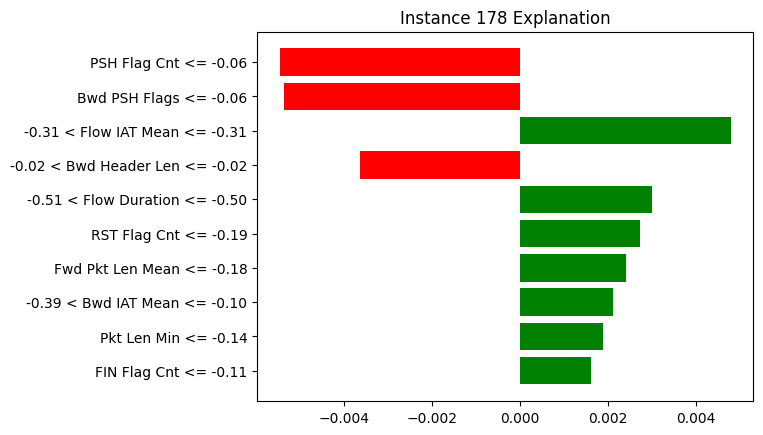 Instance 178 Explanation
PSH Flag Cnt <= -0.06
Bwd PSH Flags <= -0.06
-0.31 < Flow IAT Mean <= -0.31
-0.02 < Bwd Header Len <= -0.02
-0.51 < Flow Duration <= -0.50
RST Flag Cnt <= -0.19
Fwd Pkt Len Mean <= -0.18
-0.39 < Bwd IAT Mean <= -0.10
Pkt Len Min <= -0.14
FIN Flag Cnt <= -0.11
−0.004 −0.002 0.000 0.002 0.004